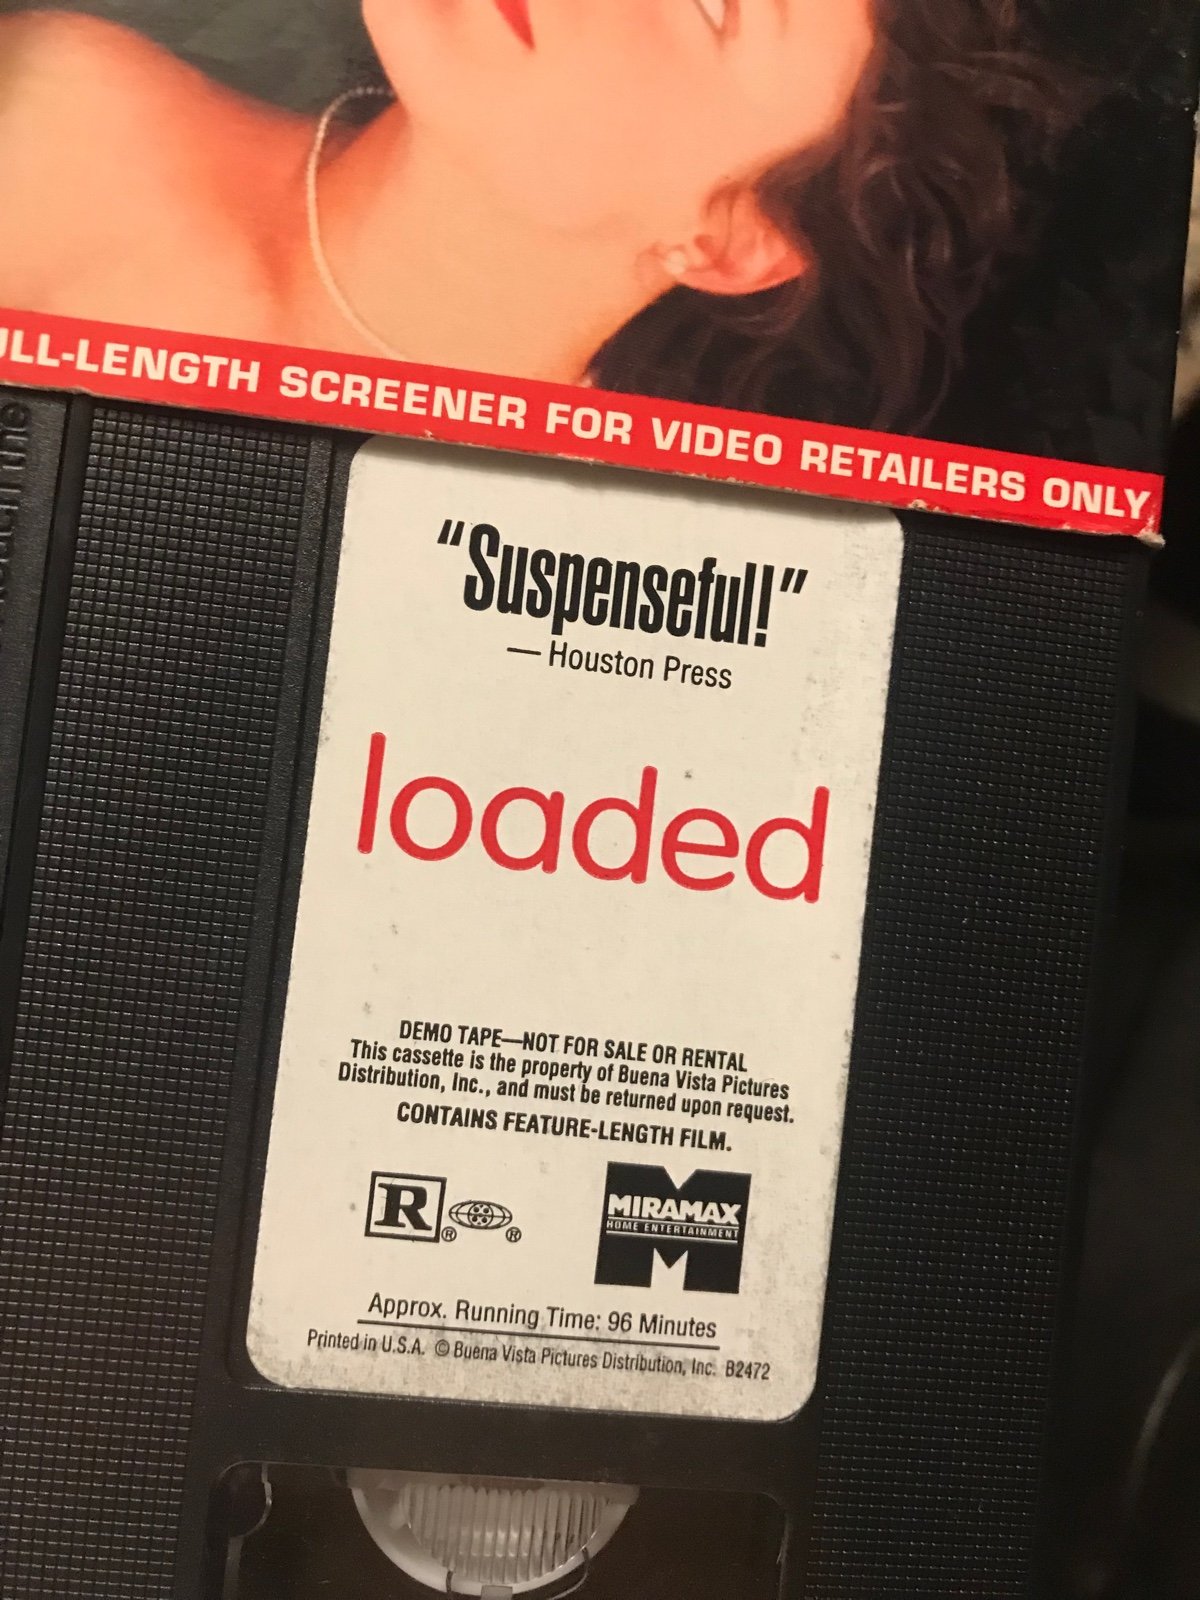 -LENGTH SCREENER FOR VIDEO RETAILERS ONLY
"Suspenseful!"
— Houston Press
loaded
DEMO TAPE—NOT FOR SALE OR RENTAL
This cassette is the property of Buena Vista Pictures
Distribution, Inc., and must be returned upon request.
CONTAINS FEATURE-LENGTH FILM.
R ® ®
MIRAMAX
HOME ENTERTAINMENT
Approx. Running Time: 96 Minutes
Printed in U.S.A. © Buena Vista Pictures Distribution, Inc. B2472